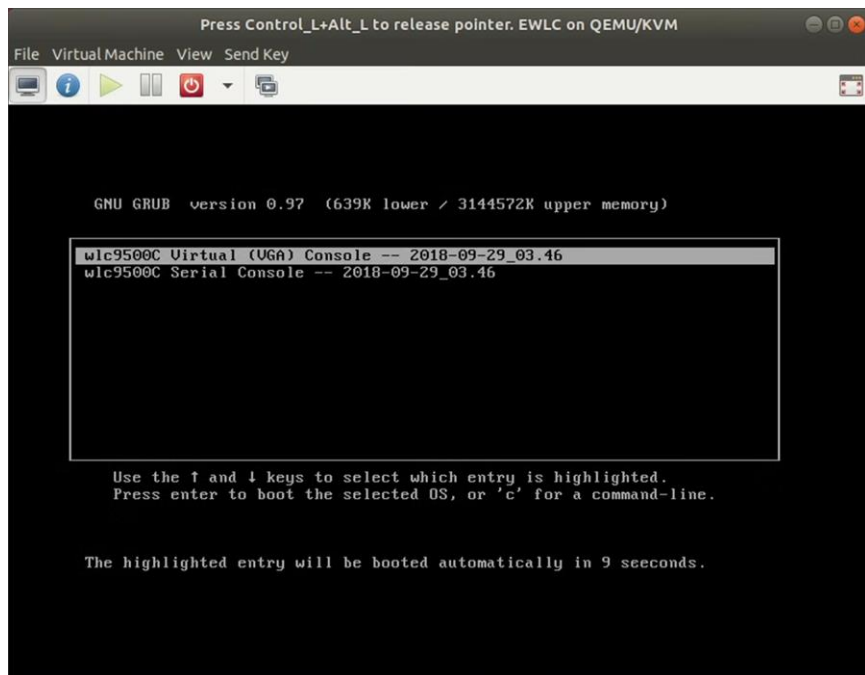 Press Control_L+Alt_L to release pointer. EWLC on QEMU/KVM
File Virtual Machine View Send Key
GNU GRUB version 0.97 (639K lower / 3144572K upper memory)
wlc9500C Virtual (VGA) Console -- 2018-09-29_03.46
wlc9500C Serial Console -- 2018-09-29_03.46
Use the ↑ and ↓ keys to select which entry is highlighted.
Press enter to boot the selected OS, or 'c' for a command-line.
The highlighted entry will be booted automatically in 9 seconds.